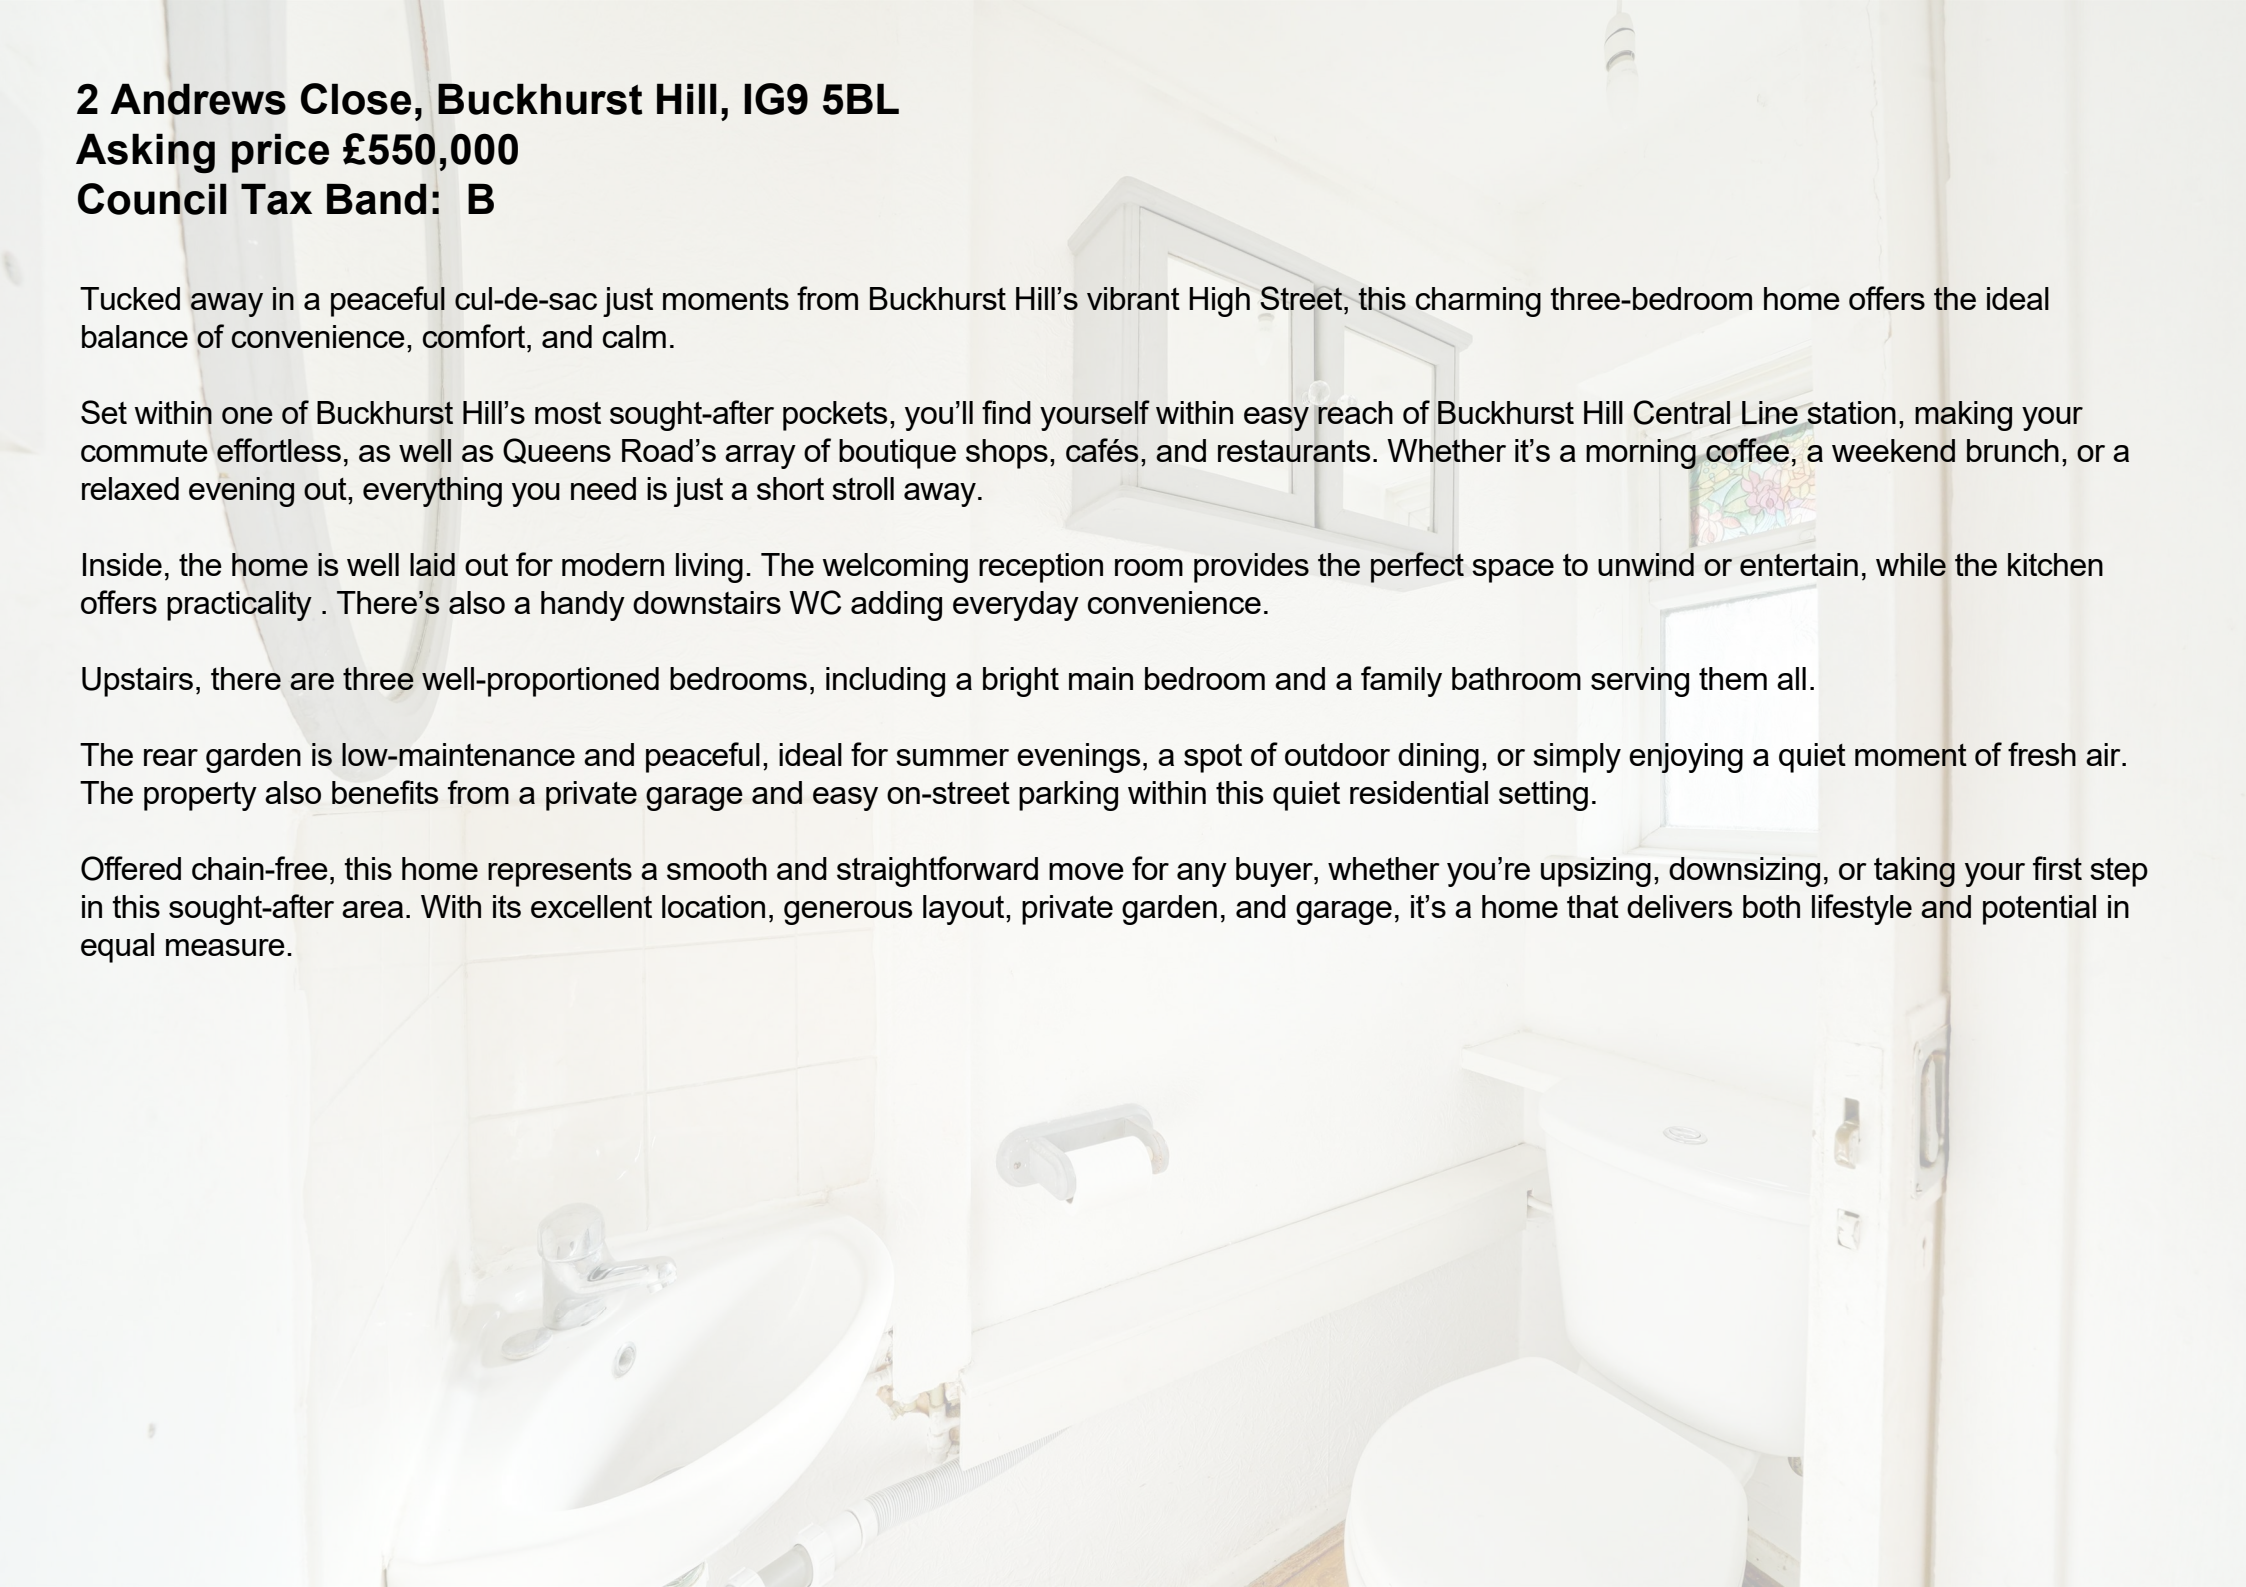 2 Andrews Close, Buckhurst Hill, IG9 5BL
Asking price £550,000
Council Tax Band:  B
Tucked away in a peaceful cul-de-sac just moments from Buckhurst Hill’s vibrant High Street, this charming three-bedroom home offers the ideal
balance of convenience, comfort, and calm.
Set within one of Buckhurst Hill’s most sought-after pockets, you’ll find yourself within easy reach of Buckhurst Hill Central Line station, making your
commute effortless, as well as Queens Road’s array of boutique shops, cafés, and restaurants. Whether it’s a morning coffee, a weekend brunch, or a
relaxed evening out, everything you need is just a short stroll away.
Inside, the home is well laid out for modern living. The welcoming reception room provides the perfect space to unwind or entertain, while the kitchen
offers practicality . There’s also a handy downstairs WC adding everyday convenience.
Upstairs, there are three well-proportioned bedrooms, including a bright main bedroom and a family bathroom serving them all.
The rear garden is low-maintenance and peaceful, ideal for summer evenings, a spot of outdoor dining, or simply enjoying a quiet moment of fresh air.
The property also benefits from a private garage and easy on-street parking within this quiet residential setting.
Offered chain-free, this home represents a smooth and straightforward move for any buyer, whether you’re upsizing, downsizing, or taking your first step
in this sought-after area. With its excellent location, generous layout, private garden, and garage, it’s a home that delivers both lifestyle and potential in
equal measure.